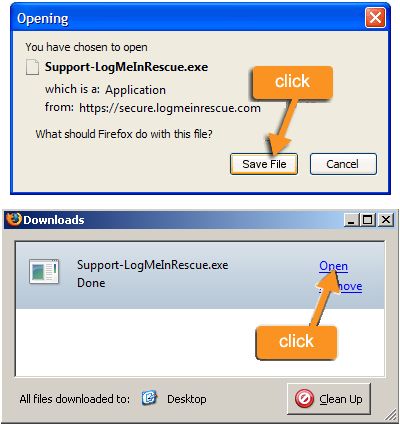 Opening
You have chosen to open
Support-LogMeInRescue.exe
which is a: Application
from: https://secure.logmeinrescue.com
click
What should Firefox do with this file?
Save File
Cancel
Downloads
Support-LogMeInRescue.exe
Open
Done
click
All files downloaded to: Desktop
Clean Up